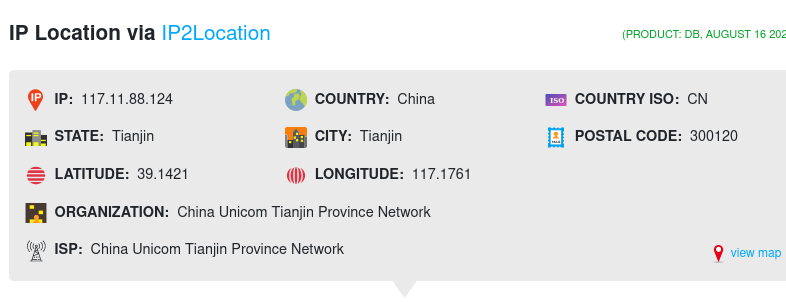 IP Location via IP2Location
(PRODUCT: DB, AUGUST 16 202
IP: 117.11.88.124
COUNTRY: China
ISO
COUNTRY ISO: CN
STATE: Tianjin
CITY: Tianjin
POSTAL CODE: 300120
LATITUDE: 39.1421
LONGITUDE: 117.1761
ORGANIZATION: China Unicom Tianjin Province Network
ISP: China Unicom Tianjin Province Network
view map